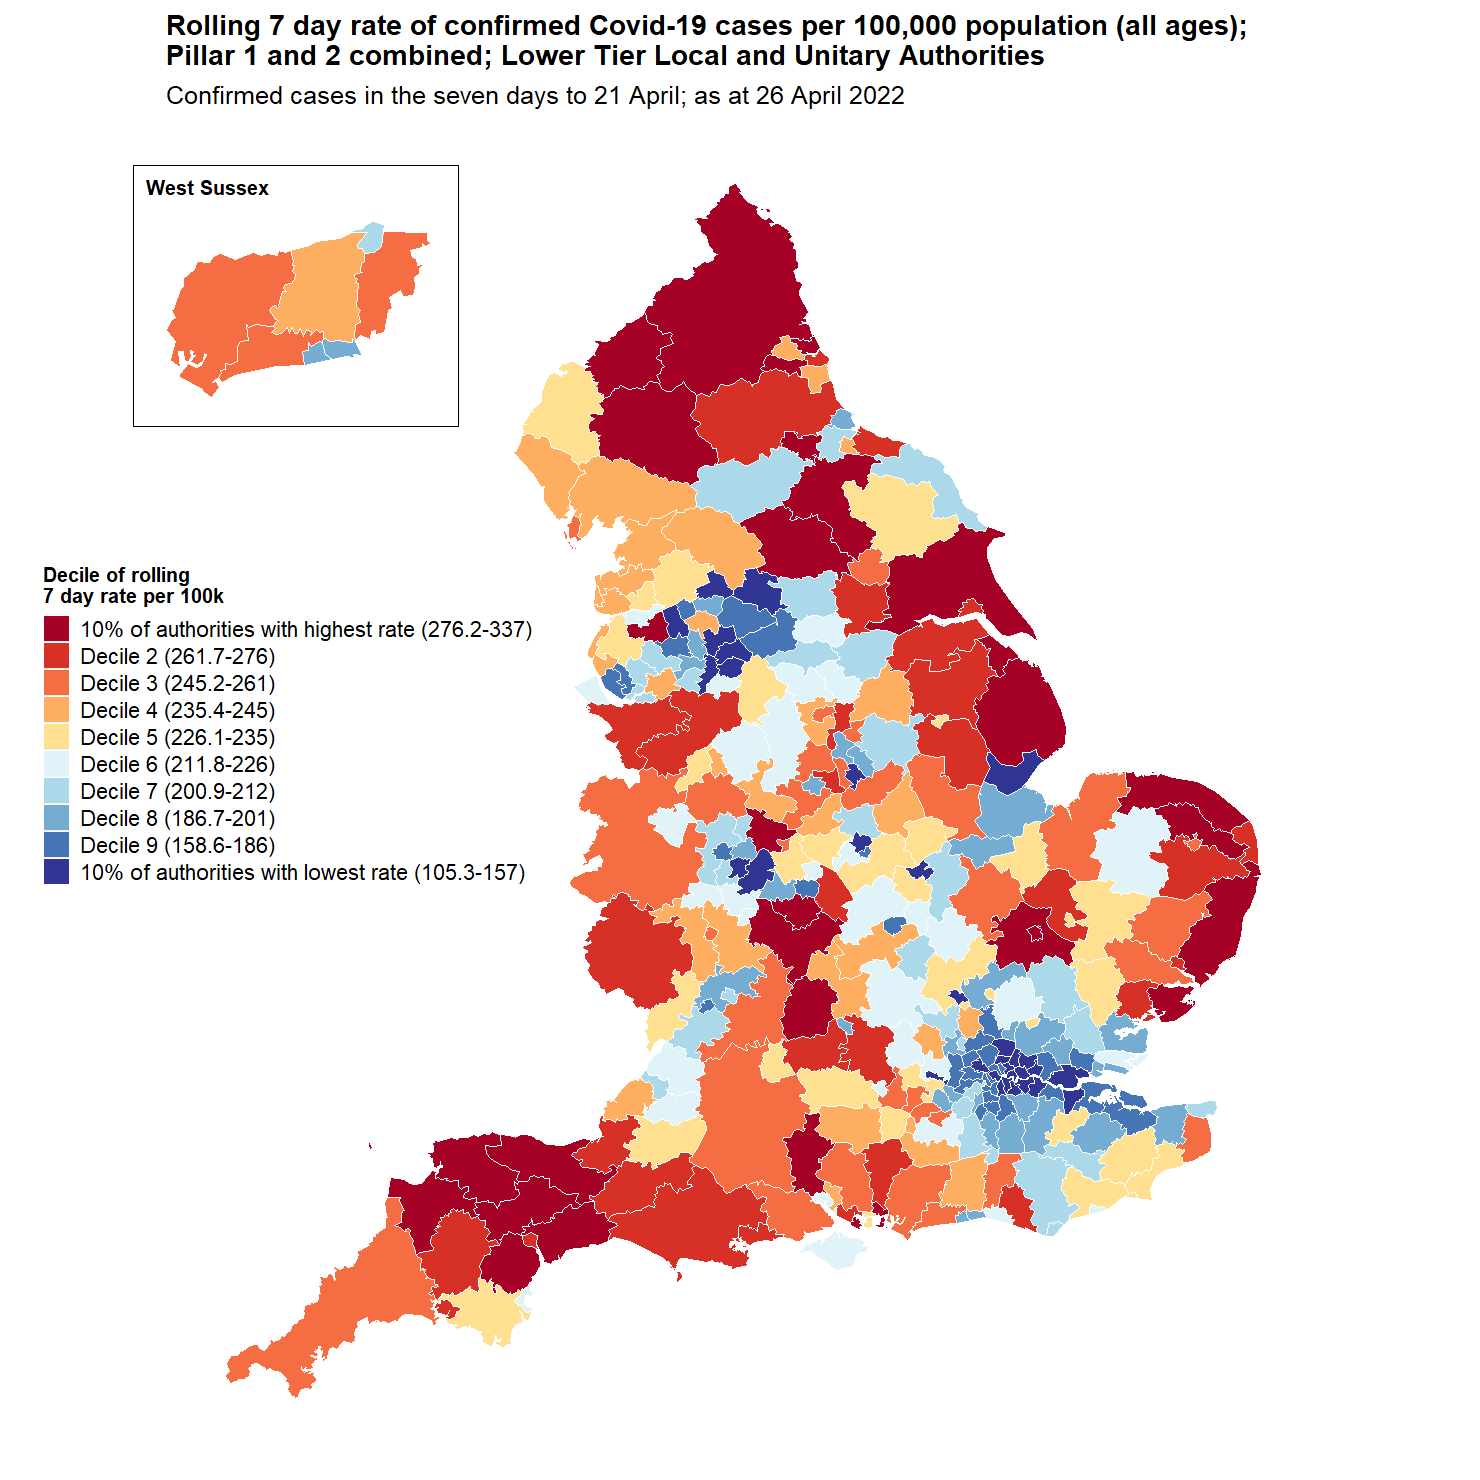 Rolling 7 day rate of confirmed Covid-19 cases per 100,000 population (all ages);
Pillar 1 and 2 combined; Lower Tier Local and Unitary Authorities
Confirmed cases in the seven days to 21 April; as at 26 April 2022
West Sussex
Decile of rolling
7 day rate per 100k
10% of authorities with highest rate (276.2-337)
Decile 2 (261.7-276)
Decile 3 (245.2-261)
Decile 4 (235.4-245)
Decile 5 (226.1-235)
Decile 6 (211.8-226)
Decile 7 (200.9-212)
Decile 8 (186.7-201)
Decile 9 (158.6-186)
10% of authorities with lowest rate (105.3-157)